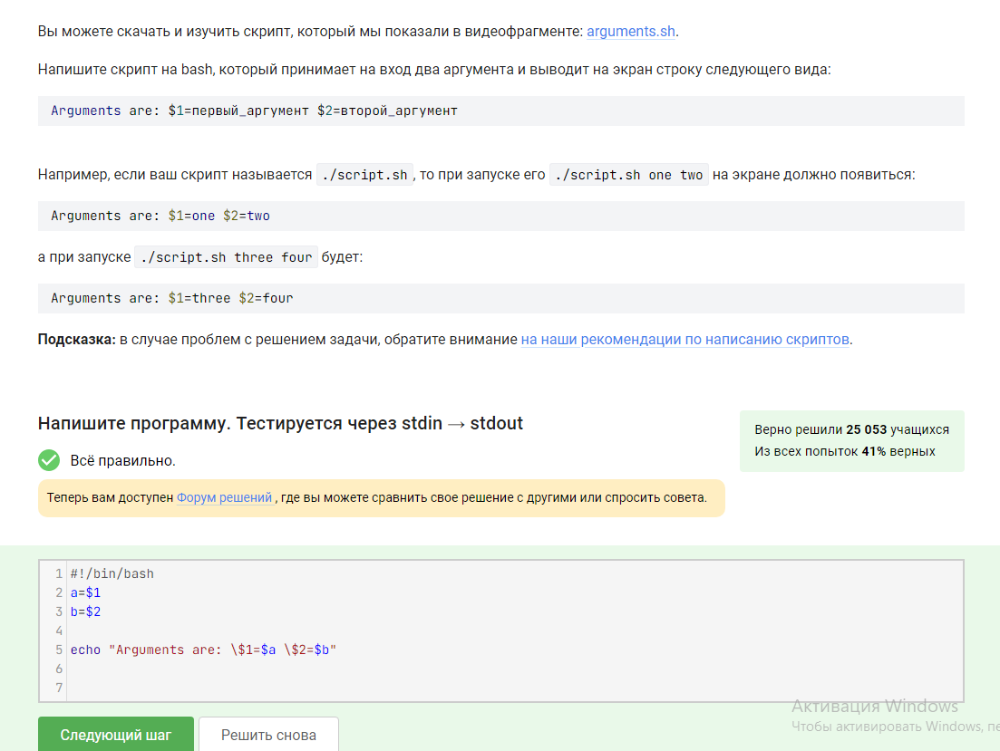 Вы можете скачать и изучить скрипт, который мы показали в видеофрагменте: arguments.sh.
Напишите скрипт на bash, который принимает на вход два аргумента и выводит на экран строку следующего вида:
Arguments are: $1=первый_аргумент $2=второй_аргумент
Например, если ваш скрипт называется ./script.sh, то при запуске его ./script.sh one two на экране должно появиться:
Arguments are: $1=one $2=two
а при запуске ./script.sh three four будет:
Arguments are: $1=three $2=four
Подсказка: в случае проблем с решением задачи, обратите внимание на наши рекомендации по написанию скриптов.
Напишите программу. Тестируется через stdin → stdout
Верно решили 25 053 учащихся
Из всех попыток 41% верных
Всё правильно.
Теперь вам доступен Форум решений, где вы можете сравнить свое решение с другими или спросить совета.
1 #!/bin/bash
2 a=$1
3 b=$2
4
5 echo "Arguments are: \$1=$a \$2=$b"
6
7
Активация Windows
Чтобы активировать Windows,
Следующий шаг
Решить снова